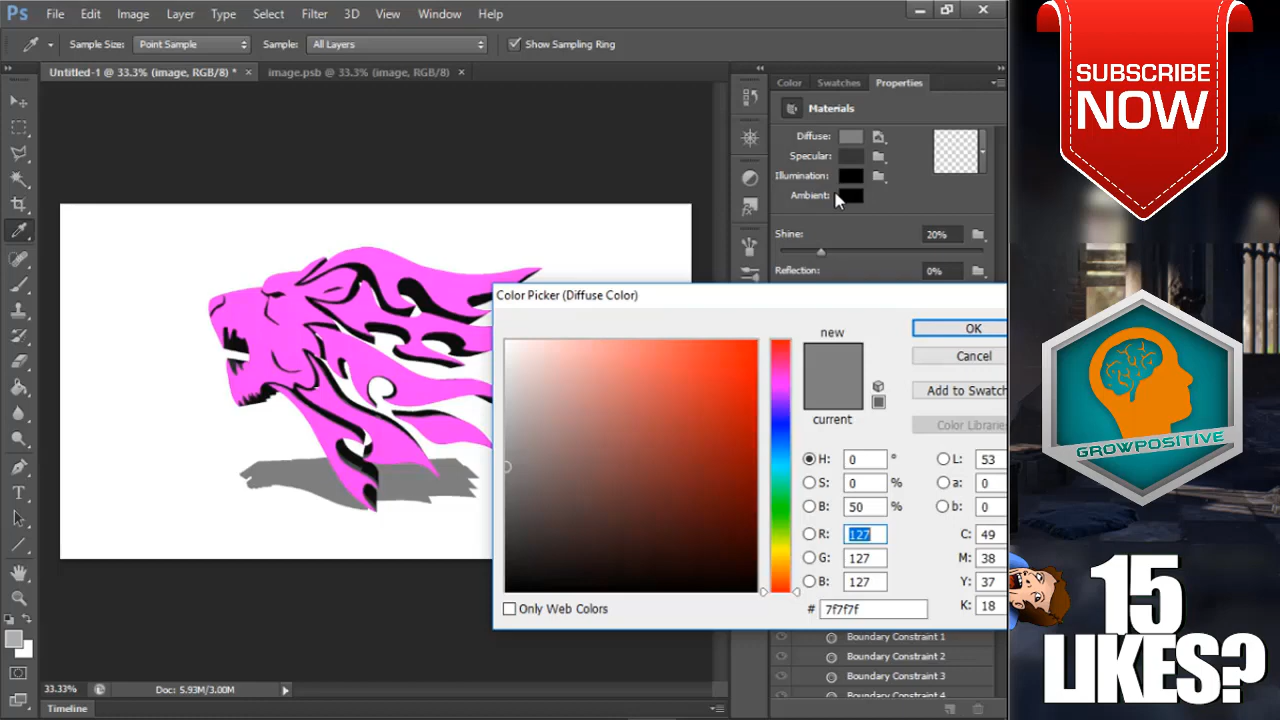 Ps File Edit Image Layer Type Select Filter 3D View Window Help
Sample Size: Point Sample Sample: All Layers Show Sampling Ring
Untitled-1 @ 33.3% (image, RGB/8) * × image.psb @ 33.3% (image, RGB/8) ×
Color Swatches Properties
Materials
Diffuse:
Specular:
Illumination:
Ambient:
Shine: 20%
Reflection: 0%
Color Picker (Diffuse Color)
new
current
OK
Cancel
Add to Swatch
Color Librarie
H: 0 °
S: 0 %
B: 50 %
R: 127
G: 127
B: 127
# 7f7f7f
L: 53
a: 0
b: 0
C: 49
M: 38
Y: 37
K: 18
Only Web Colors
Boundary Constraint 1
Boundary Constraint 2
Boundary Constraint 3
Boundary Constraint 4
33.33% Doc: 5.93M/3.00M
Timeline
SUBSCRIBE
NOW
GROWPOSITIVE
15
LIKES?